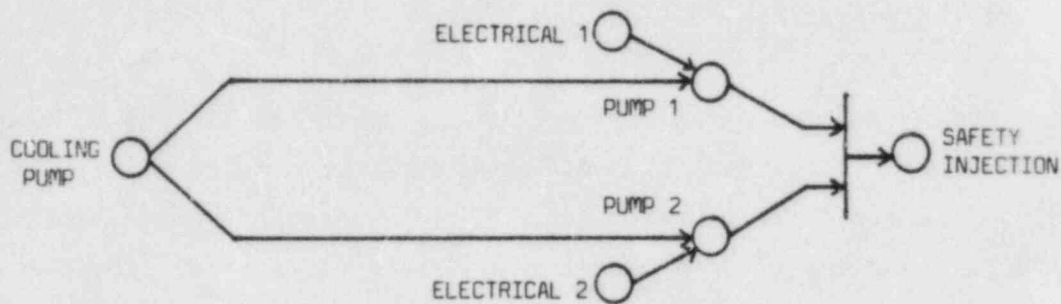 ELECTRICAL 1
PUMP 1
COOLING
PUMP
SAFETY
INJECTION
PUMP 2
ELECTRICAL 2